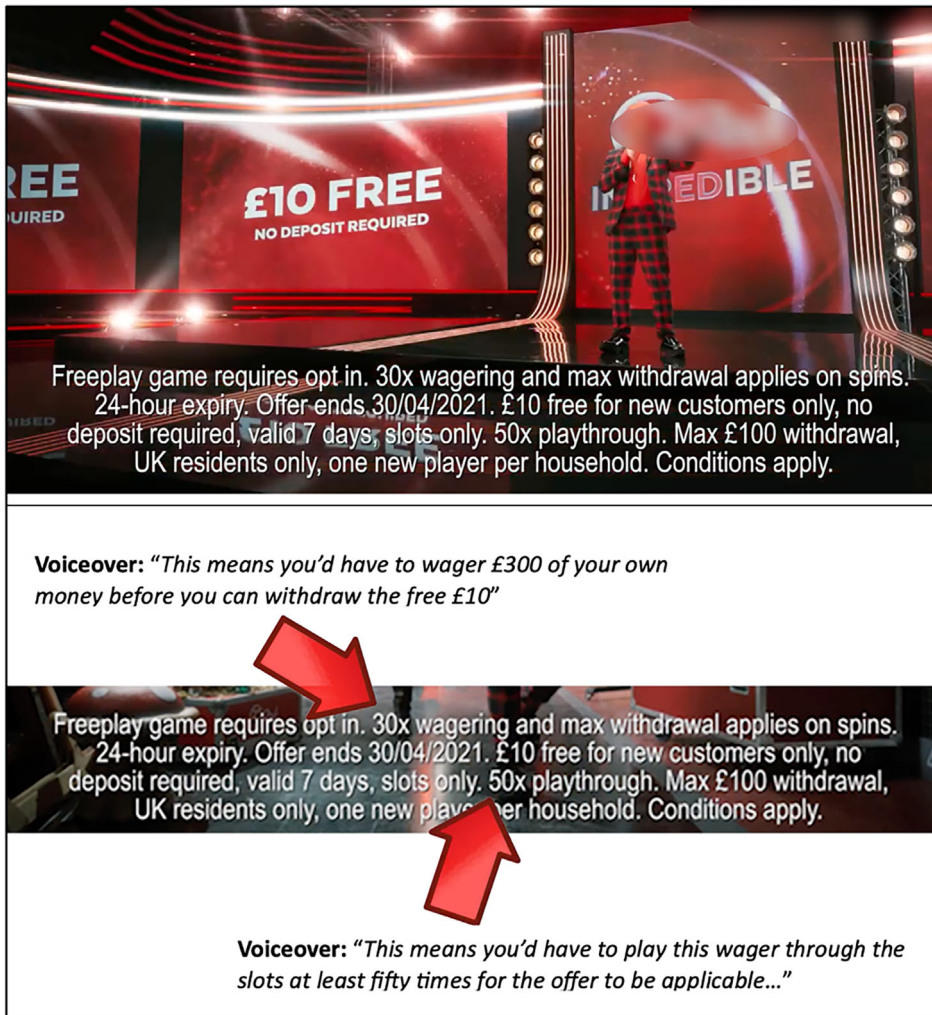 REE
UIRED
£10 FREE
NO DEPOSIT REQUIRED
EDIBLE
Freeplay game requires opt in. 30x wagering and max withdrawal applies on spins.
24-hour expiry. Offer ends 30/04/2021. £10 free for new customers only, no
deposit required, valid 7 days, slots only. 50x playthrough. Max £100 withdrawal,
UK residents only, one new player per household. Conditions apply.
Voiceover: “This means you’d have to wager £300 of your own
money before you can withdraw the free £10”
Freeplay game requires opt in. 30x wagering and max withdrawal applies on spins.
24-hour expiry. Offer ends 30/04/2021. £10 free for new customers only, no
deposit required, valid 7 days, slots only. 50x playthrough. Max £100 withdrawal,
UK residents only, one new player per household. Conditions apply.
Voiceover: “This means you’d have to play this wager through the
slots at least fifty times for the offer to be applicable…”